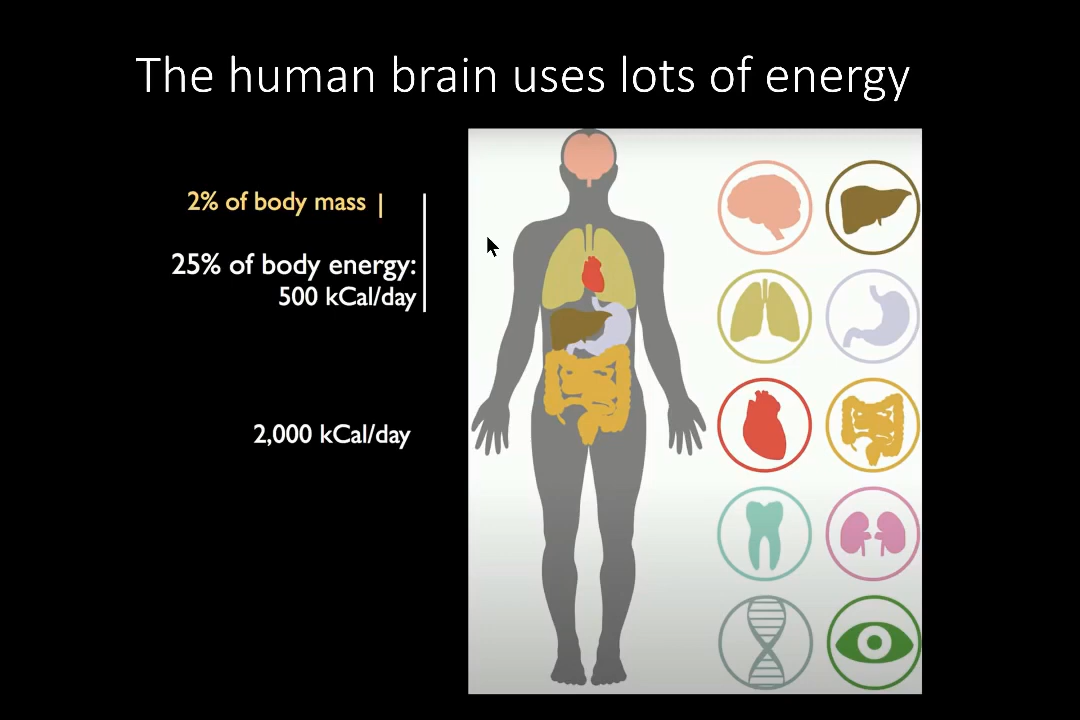 The human brain uses lots of energy
2% of body mass
25% of body energy:
500 kCal/day
2,000 kCal/day